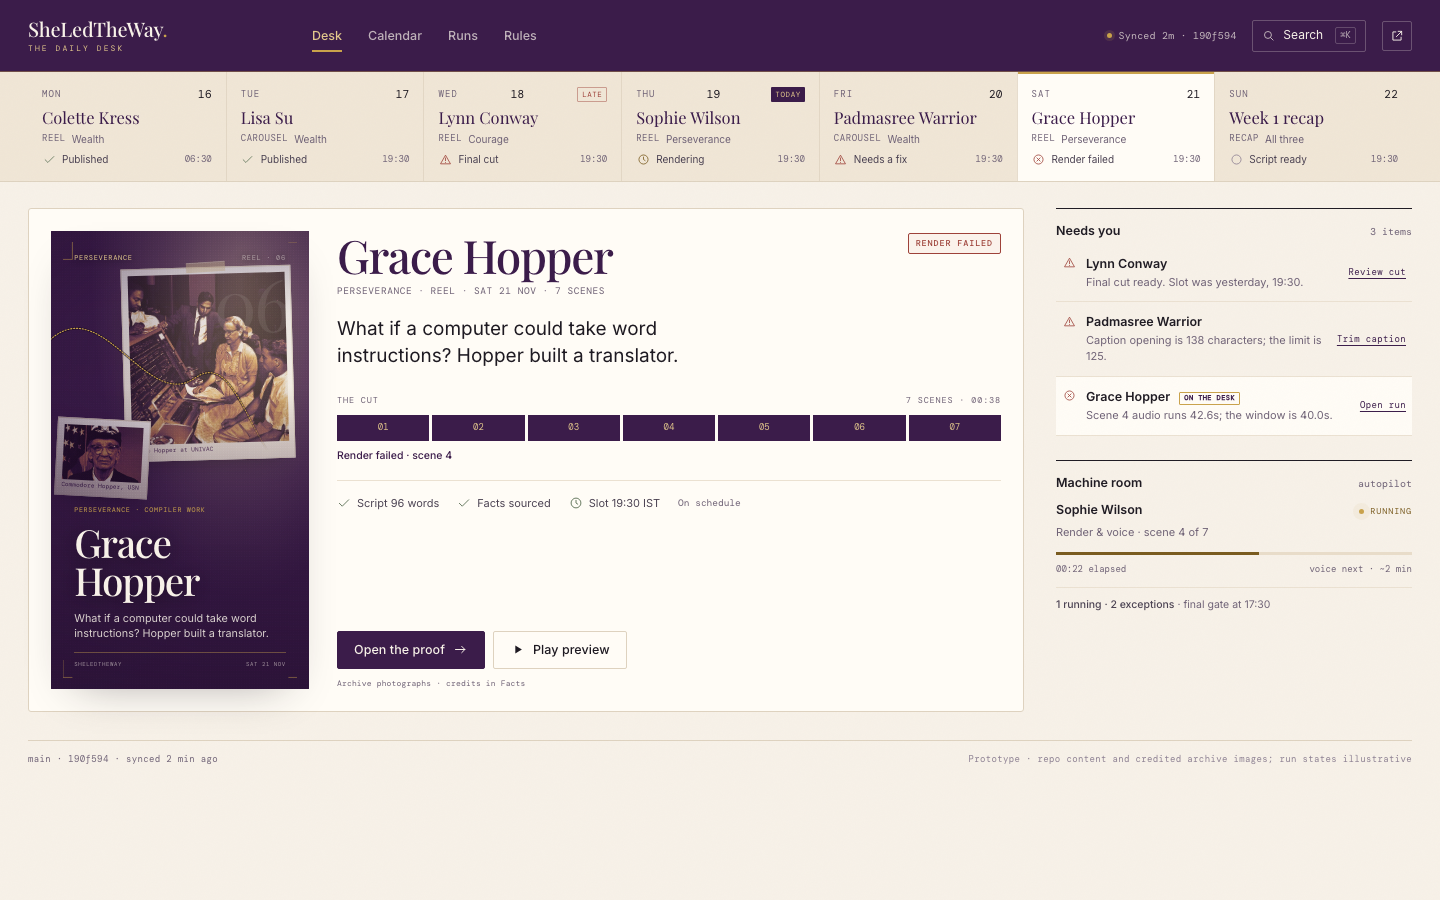 SheLedTheWay.
THE DAILY DESK
Desk Calendar Runs Rules
Synced 2m · 190f594
Search ⌘K
MON 16
Colette Kress
REEL Wealth
Published 06:30
TUE 17
Lisa Su
CAROUSEL Wealth
Published 19:30
WED 18 LATE
Lynn Conway
REEL Courage
Final cut 19:30
THU 19 TODAY
Sophie Wilson
REEL Perseverance
Rendering 19:30
FRI 20
Padmasree Warrior
CAROUSEL Wealth
Needs a fix 19:30
SAT 21
Grace Hopper
REEL Perseverance
Render failed 19:30
SUN 22
Week 1 recap
RECAP All three
Script ready 19:30
PERSEVERANCE REEL · 06
06
Hopper at UNIVAC
Commodore Hopper, USN
PERSEVERANCE · COMPILER WORK
Grace
Hopper
What if a computer could take word
instructions? Hopper built a translator.
SHELEDTHEWAY SAT 21 NOV
Grace Hopper
RENDER FAILED
PERSEVERANCE · REEL · SAT 21 NOV · 7 SCENES
What if a computer could take word
instructions? Hopper built a translator.
THE CUT 7 SCENES · 00:38
01 02 03 04 05 06 07
Render failed · scene 4
Script 96 words Facts sourced Slot 19:30 IST On schedule
Open the proof → Play preview
Archive photographs · credits in Facts
Needs you 3 items
Lynn Conway
Final cut ready. Slot was yesterday, 19:30.
Review cut
Padmasree Warrior
Caption opening is 138 characters; the limit is
125.
Trim caption
Grace Hopper ON THE DESK
Scene 4 audio runs 42.6s; the window is 40.0s.
Open run
Machine room autopilot
Sophie Wilson RUNNING
Render & voice · scene 4 of 7
00:22 elapsed voice next · ~2 min
1 running · 2 exceptions · final gate at 17:30
main · 190f594 · synced 2 min ago
Prototype · repo content and credited archive images; run states illustrative